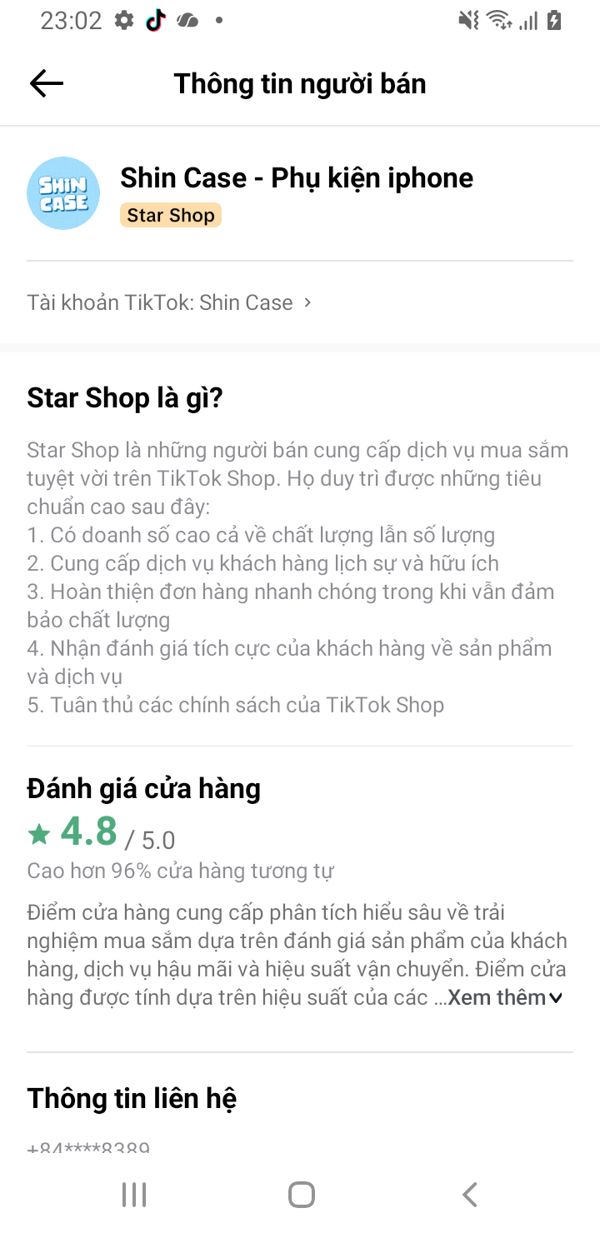 23:02
Thông tin người bán
SHIN
CASE
Shin Case - Phụ kiện iphone
Star Shop
Tài khoản TikTok: Shin Case
Star Shop là gì?
Star Shop là những người bán cung cấp dịch vụ mua sắm
tuyệt vời trên TikTok Shop. Họ duy trì được những tiêu
chuẩn cao sau đây:
1. Có doanh số cao cả về chất lượng lẫn số lượng
2. Cung cấp dịch vụ khách hàng lịch sự và hữu ích
3. Hoàn thiện đơn hàng nhanh chóng trong khi vẫn đảm
bảo chất lượng
4. Nhận đánh giá tích cực của khách hàng về sản phẩm
và dịch vụ
5. Tuân thủ các chính sách của TikTok Shop
Đánh giá cửa hàng
4.8 / 5.0
Cao hơn 96% cửa hàng tương tự
Điểm cửa hàng cung cấp phân tích hiểu sâu về trải
nghiệm mua sắm dựa trên đánh giá sản phẩm của khách
hàng, dịch vụ hậu mãi và hiệu suất vận chuyển. Điểm cửa
hàng được tính dựa trên hiệu suất của các ...Xem thêm
Thông tin liên hệ
+84****8389